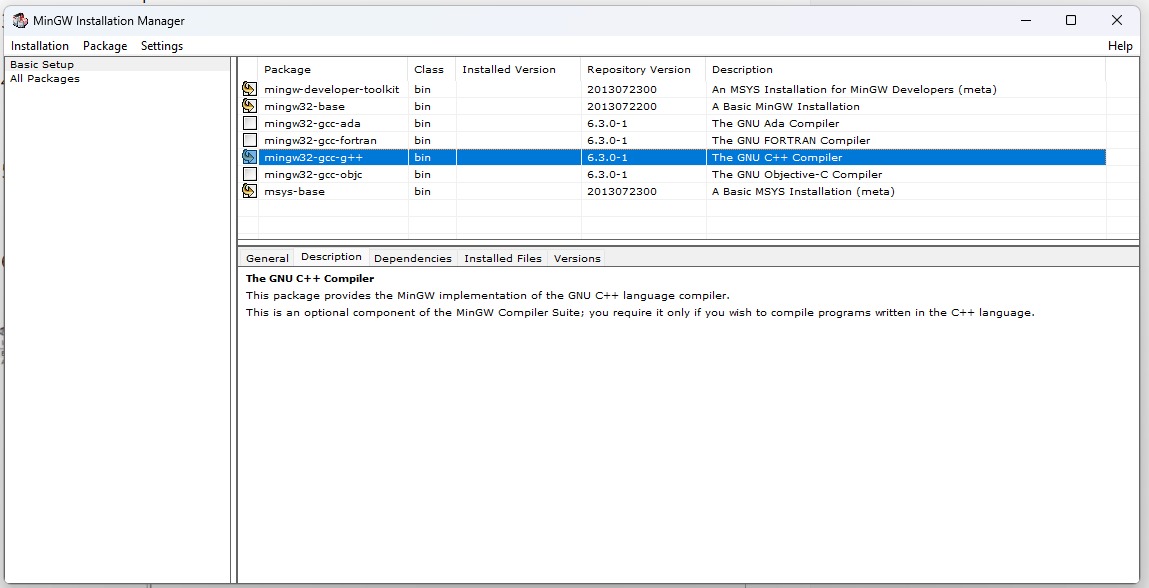 MinGW Installation Manager
Installation Package Settings Help
Basic Setup
All Packages
Package Class Installed Version Repository Version Description
mingw-developer-toolkit bin 2013072300 An MSYS Installation for MinGW Developers (meta)
mingw32-base bin 2013072200 A Basic MinGW Installation
mingw32-gcc-ada bin 6.3.0-1 The GNU Ada Compiler
mingw32-gcc-fortran bin 6.3.0-1 The GNU FORTRAN Compiler
mingw32-gcc-g++ bin 6.3.0-1 The GNU C++ Compiler
mingw32-gcc-objc bin 6.3.0-1 The GNU Objective-C Compiler
msys-base bin 2013072300 A Basic MSYS Installation (meta)
General Description Dependencies Installed Files Versions
The GNU C++ Compiler
This package provides the MinGW implementation of the GNU C++ language compiler.
This is an optional component of the MinGW Compiler Suite; you require it only if you wish to compile programs written in the C++ language.